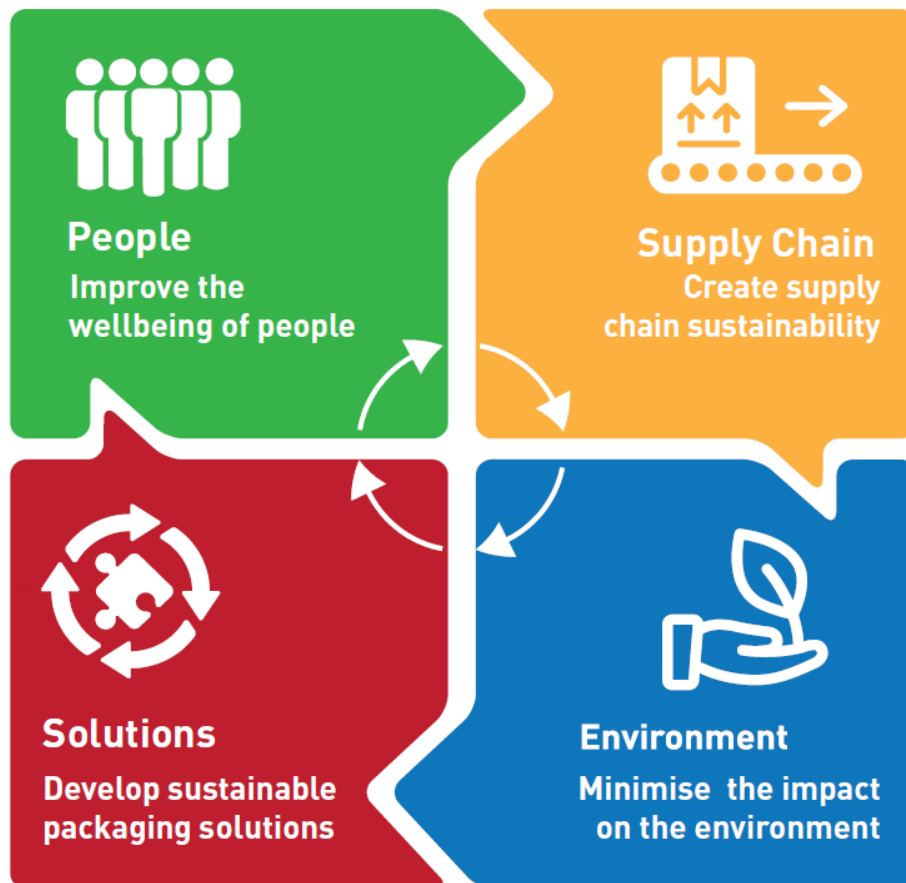 People
Improve the
wellbeing of people
Supply Chain
Create supply
chain sustainability
Solutions
Develop sustainable
packaging solutions
Environment
Minimise the impact
on the environment